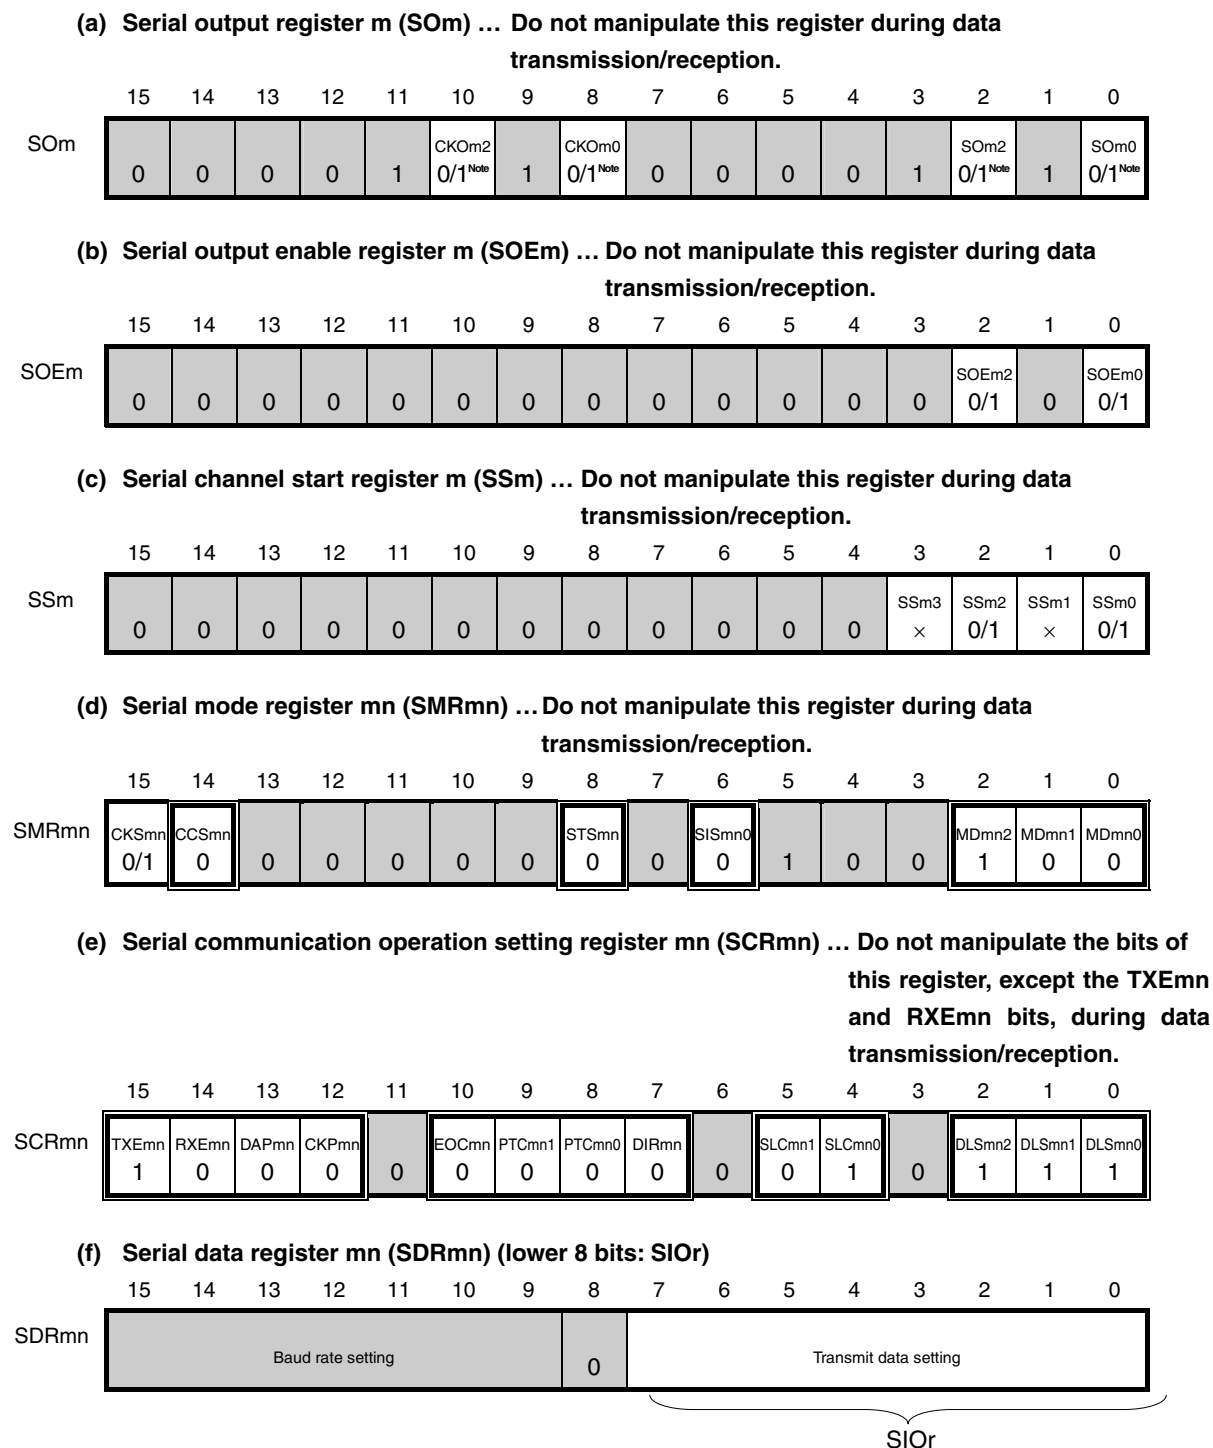 (a) Serial output register m (SOm) … Do not manipulate this register during data
transmission/reception.
15 14 13 12 11 10 9 8 7 6 5 4 3 2 1 0
SOm
CKOm2 CKOm0 SOm2 SOm0
0 0 0 0 1 0/1Note 1 0/1Note 0 0 0 0 1 0/1Note 1 0/1Note
(b) Serial output enable register m (SOEm) … Do not manipulate this register during data
transmission/reception.
15 14 13 12 11 10 9 8 7 6 5 4 3 2 1 0
SOEm
SOEm2 SOEm0
0 0 0 0 0 0 0 0 0 0 0 0 0 0/1 0 0/1
(c) Serial channel start register m (SSm) … Do not manipulate this register during data
transmission/reception.
15 14 13 12 11 10 9 8 7 6 5 4 3 2 1 0
SSm
SSm3 SSm2 SSm1 SSm0
0 0 0 0 0 0 0 0 0 0 0 0 × 0/1 × 0/1
(d) Serial mode register mn (SMRmn) … Do not manipulate this register during data
transmission/reception.
15 14 13 12 11 10 9 8 7 6 5 4 3 2 1 0
SMRmn
CKSmn CCSmn STSmn SISmn0 MDmn2 MDmn1 MDmn0
0/1 0 0 0 0 0 0 0 0 0 1 0 0 1 0 0
(e) Serial communication operation setting register mn (SCRmn) … Do not manipulate the bits of
this register, except the TXEmn
and RXEmn bits, during data
transmission/reception.
15 14 13 12 11 10 9 8 7 6 5 4 3 2 1 0
SCRmn
TXEmn RXEmn DAPmn CKPmn EOCmn PTCmn1 PTCmn0 DIRmn SLCmn1 SLCmn0 DLSmn2 DLSmn1 DLSmn0
1 0 0 0 0 0 0 0 0 0 0 1 0 1 1 1
(f) Serial data register mn (SDRmn) (lower 8 bits: SIOr)
15 14 13 12 11 10 9 8 7 6 5 4 3 2 1 0
SDRmn
Baud rate setting 0 Transmit data setting
SIOr